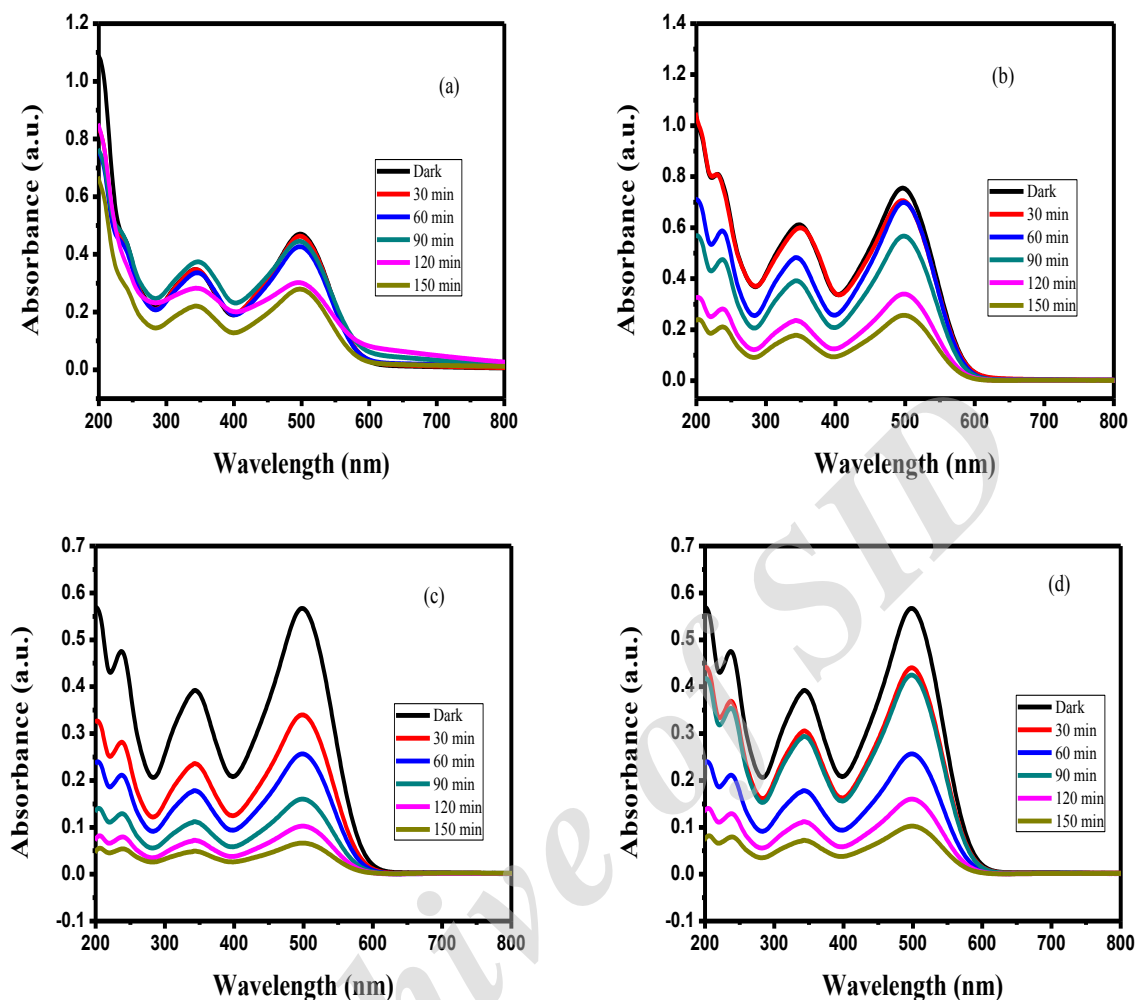 (a)
Absorbance (a.u.)
1.2
1.0
0.8
0.6
0.4
0.2
0.0
Dark
30 min
60 min
90 min
120 min
150 min
200 300 400 500 600 700 800
Wavelength (nm)
(b)
Absorbance (a.u.)
1.4
1.2
1.0
0.8
0.6
0.4
0.2
0.0
Dark
30 min
60 min
90 min
120 min
150 min
200 300 400 500 600 700 800
Wavelength (nm)
(c)
Absorbance (a.u.)
0.7
0.6
0.5
0.4
0.3
0.2
0.1
0.0
-0.1
Dark
30 min
60 min
90 min
120 min
150 min
200 300 400 500 600 700 800
Wavelength (nm)
(d)
Absorbance (a.u.)
0.7
0.6
0.5
0.4
0.3
0.2
0.1
0.0
-0.1
Dark
30 min
60 min
90 min
120 min
150 min
200 300 400 500 600 700 800
Wavelength (nm)
hive of SID